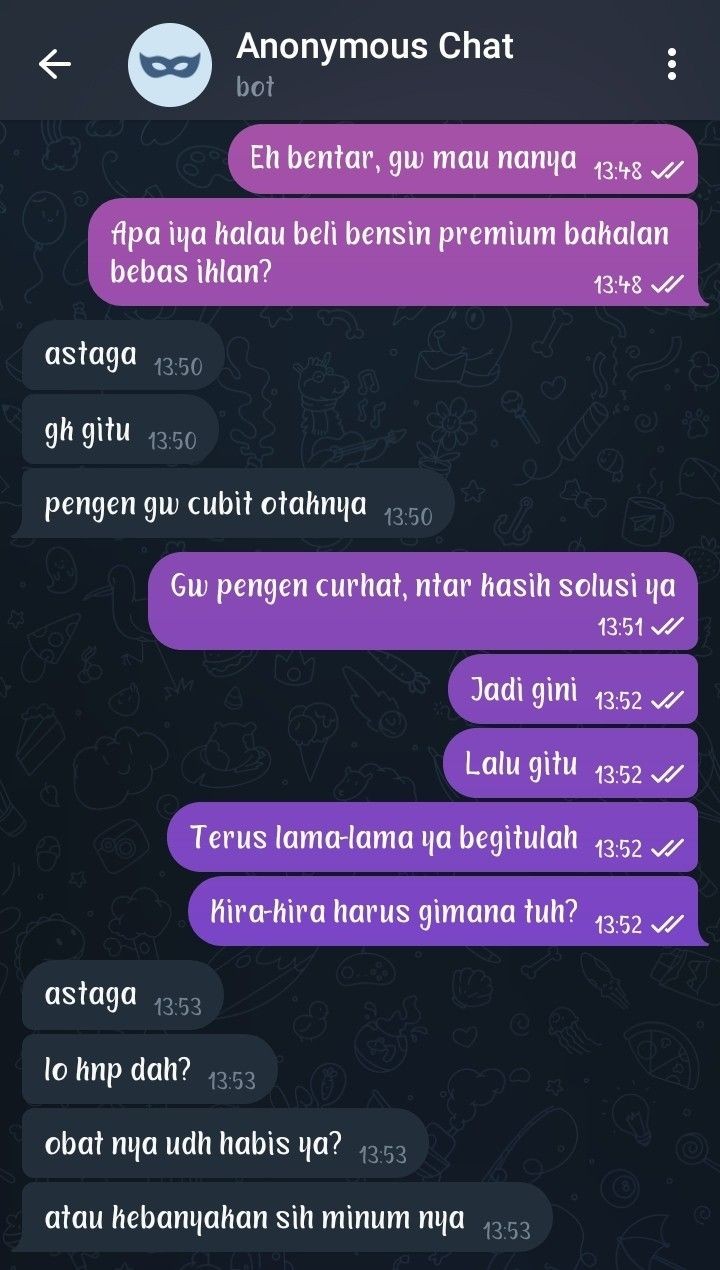 Anonymous Chat
bot
Eh bentar, gw mau nanya 13:48
Apa iya kalau beli bensin premium bakalan
bebas iklan?
13:48
astaga 13:50
gk gitu 13:50
pengen gw cubit otaknya 13:50
Gw pengen curhat, ntar kasih solusi ya
13:51
Jadi gini 13:52
Lalu gitu 13:52
Terus lama-lama ya begitulah 13:52
Kira-kira harus gimana tuh? 13:52
astaga 13:53
lo knp dah? 13:53
obat nya udh habis ya? 13:53
atau kebanyakan sih minum nya 13:53